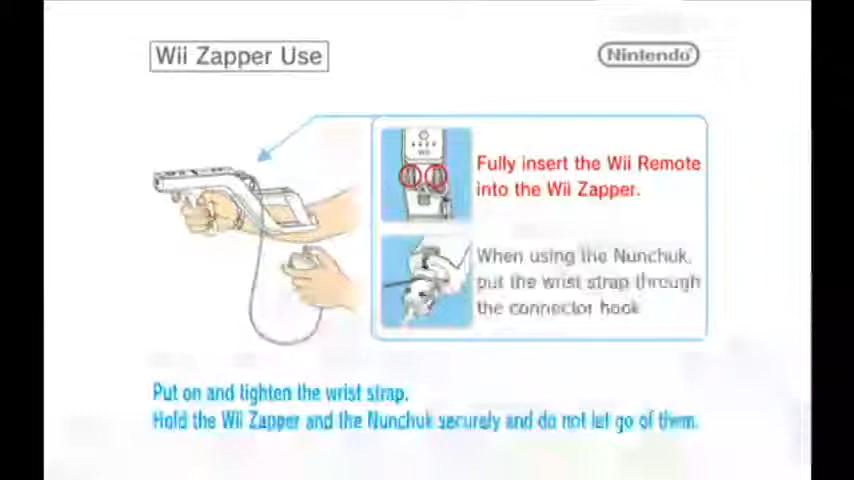 Wii Zapper Use
Nintendo
Wii
Fully insert the Wii Remote
into the Wii Zapper.
When using the Nunchuk,
put the wrist strap through
the connector hook
Put on and tighten the wrist strap.
Hold the Wii Zapper and the Nunchuk securely and do not let go of them.